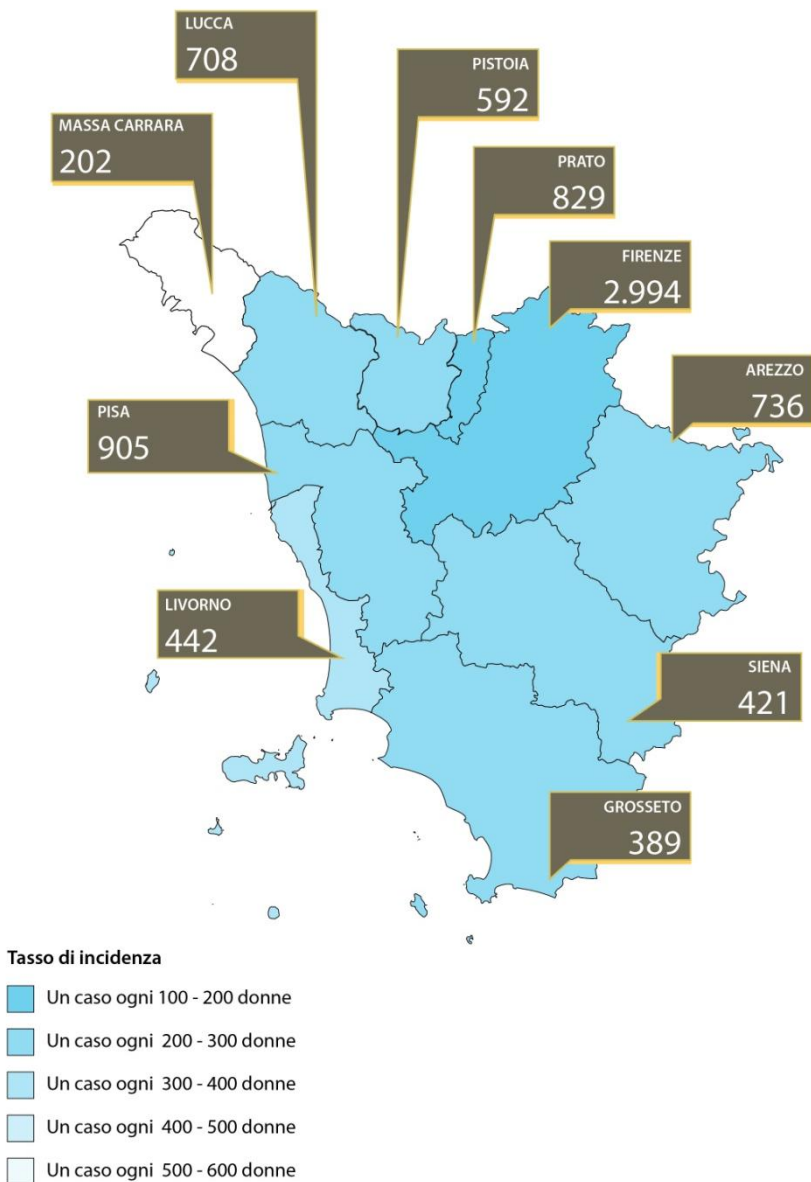 LUCCA
708
PISTOIA
592
MASSA CARRARA
202
PRATO
829
FIRENZE
2.994
AREZZO
736
PISA
905
LIVORNO
442
SIENA
421
GROSSETO
389
Tasso di incidenza
Un caso ogni 100 - 200 donne
Un caso ogni 200 - 300 donne
Un caso ogni 300 - 400 donne
Un caso ogni 400 - 500 donne
Un caso ogni 500 - 600 donne